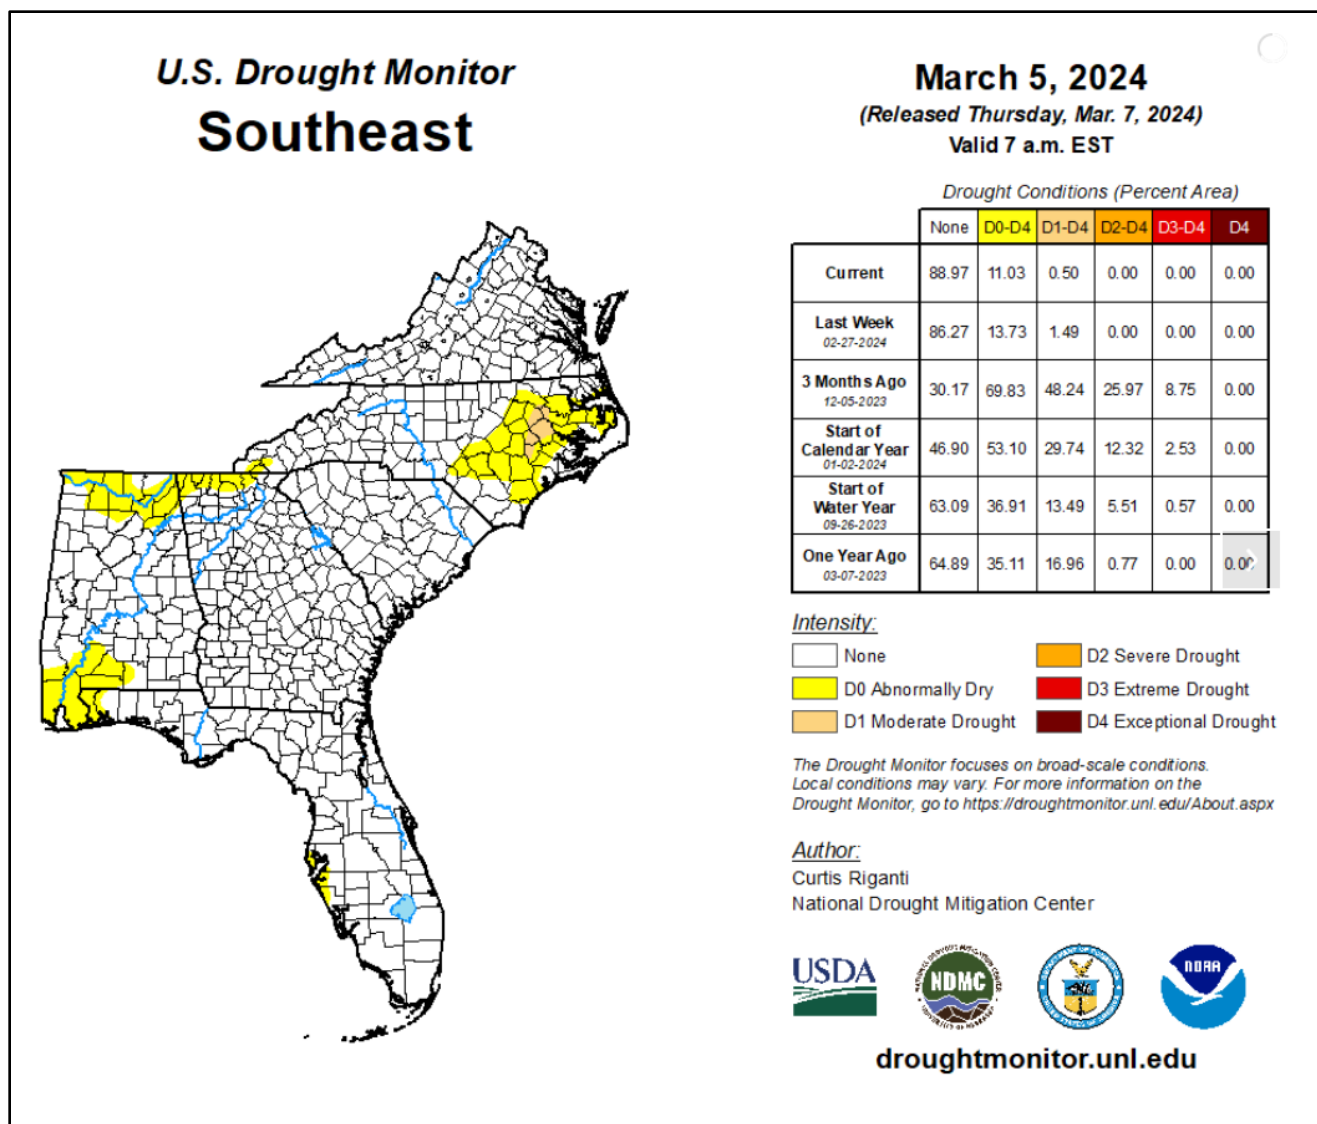 U.S. Drought Monitor
Southeast
March 5, 2024
(Released Thursday, Mar. 7, 2024)
Valid 7 a.m. EST
Drought Conditions (Percent Area)
None D0-D4 D1-D4 D2-D4 D3-D4 D4
Current 88.97 11.03 0.50 0.00 0.00 0.00
Last Week
02-27-2024 86.27 13.73 1.49 0.00 0.00 0.00
3 Months Ago
12-05-2023 30.17 69.83 48.24 25.97 8.75 0.00
Start of
Calendar Year
01-02-2024 46.90 53.10 29.74 12.32 2.53 0.00
Start of
Water Year
09-26-2023 63.09 36.91 13.49 5.51 0.57 0.00
One Year Ago
03-07-2023 64.89 35.11 16.96 0.77 0.00 0.00
Intensity:
None
D0 Abnormally Dry
D1 Moderate Drought
D2 Severe Drought
D3 Extreme Drought
D4 Exceptional Drought
The Drought Monitor focuses on broad-scale conditions.
Local conditions may vary. For more information on the
Drought Monitor, go to https://droughtmonitor.unl.edu/About.aspx
Author:
Curtis Riganti
National Drought Mitigation Center
USDA
NDMC
NOAA
droughtmonitor.unl.edu